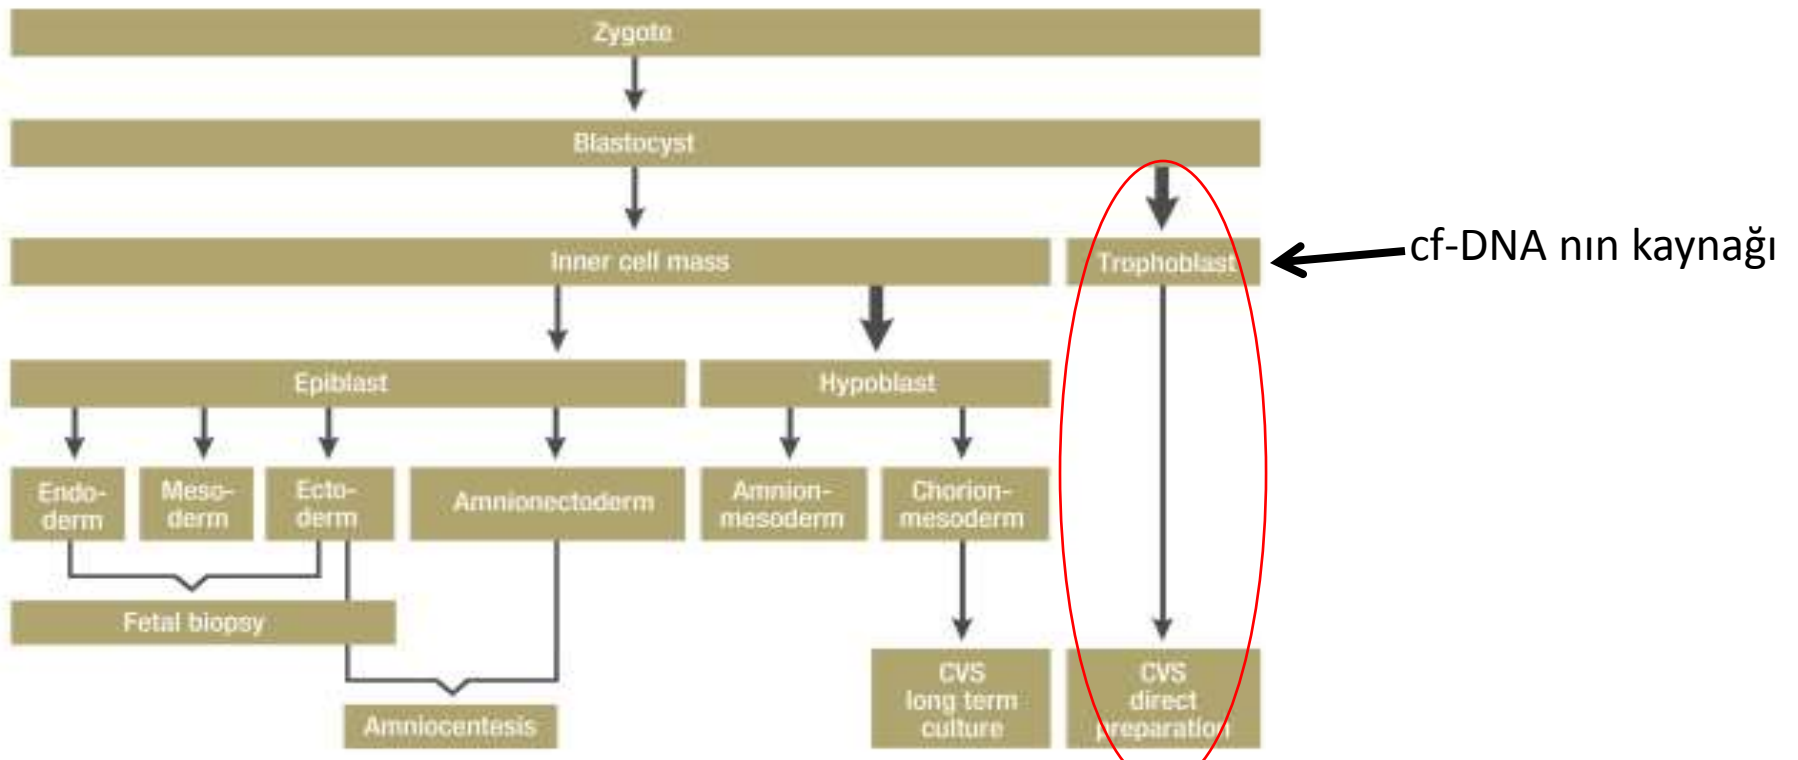 Zygote
Blastocyst
Inner cell mass
Trophoblast
cf-DNA nın kaynağı
Epiblast
Hypoblast
Endo-
derm
Meso-
derm
Ecto-
derm
Amnionectoderm
Amnion-
mesoderm
Chorion-
mesoderm
Fetal biopsy
Amniocentesis
CVS
long term
culture
CVS
direct
preparation